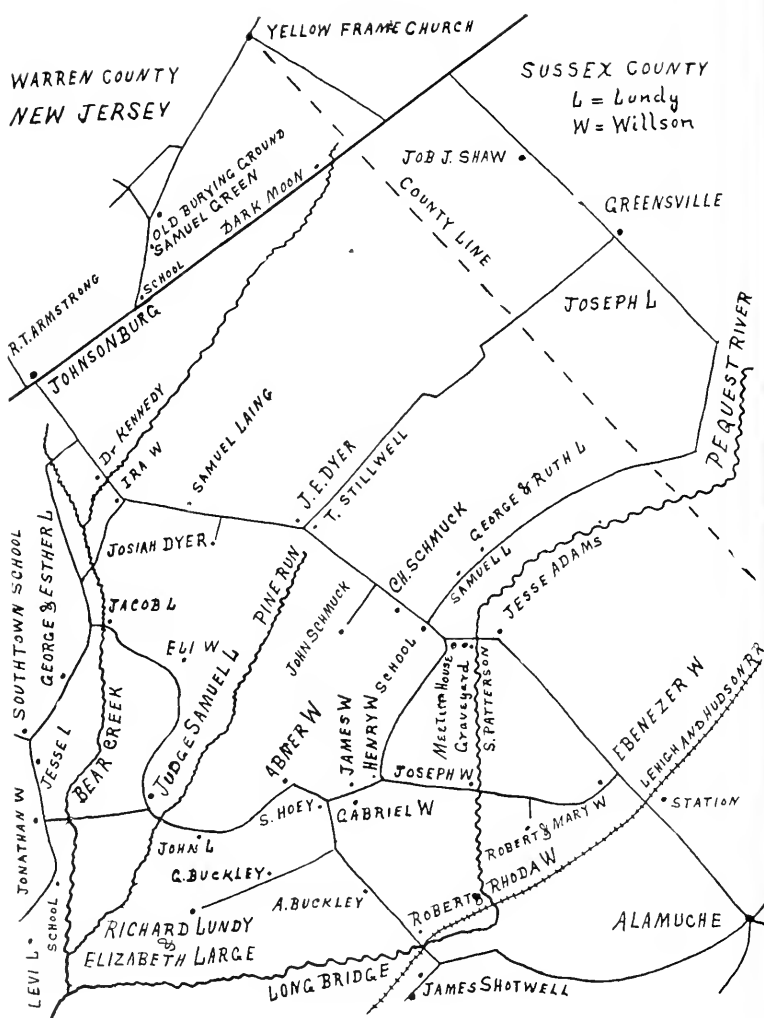 YELLOW FRAME CHURCH
WARREN COUNTY
NEW JERSEY
SUSSEX COUNTY
L = Lundy
W = Willson
JOB J. SHAW
OLD BURYING GROUND
SAMUEL GREEN
DARK MOON
COUNTY LINE
GREENSVILLE
SCHOOL
R.T. ARMSTRONG
JOHNSONBURG
JOSEPH L
PEQUEST RIVER
Dr KENNEDY
IRA W
SAMUEL LAING
J.E. DYER
T. STILLWELL
CH. SCHMUCK
GEORGE & RUTH L
SAMUEL L
JESSE ADAMS
JOSIAH DYER
PINE RUN
SOUTHTOWN SCHOOL
GEORGE & ESTHER L
JACOB L
ELI W
JOHN SCHMUCK
SCHOOL
MEETING HOUSE
Graveyard
S. PATTERSON
JUDGE SAMUEL L
BEAR CREEK
JESSE L
ABNER W
JAMES W
HENRY W
JOSEPH W
EBENEZER W
LEHIGH AND HUDSON RR
STATION
S. HOEY
GABRIEL W
ROBERT & MARY W
JONATHAN W
JOHN L
G. BUCKLEY
A. BUCKLEY
ROBERT & RHODA W
ALAMUCHE
SCHOOL
RICHARD LUNDY
&
ELIZABETH LARGE
LEVI L
LONG BRIDGE
JAMES SHOTWELL